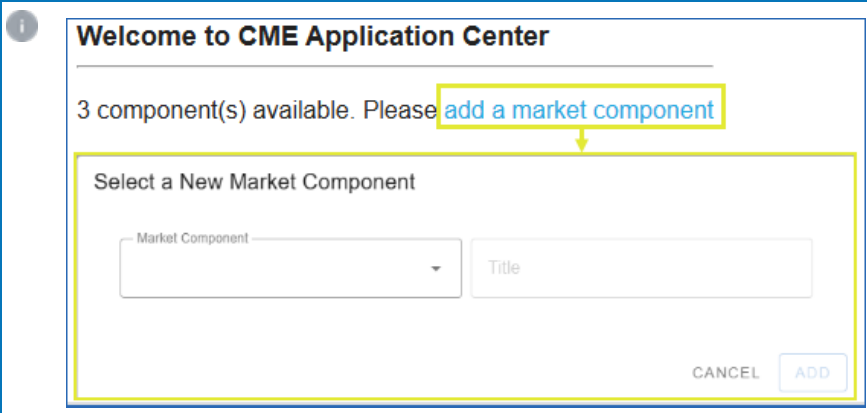 i
Welcome to CME Application Center
3 component(s) available. Please add a market component
Select a New Market Component
Market Component
Title
CANCEL ADD